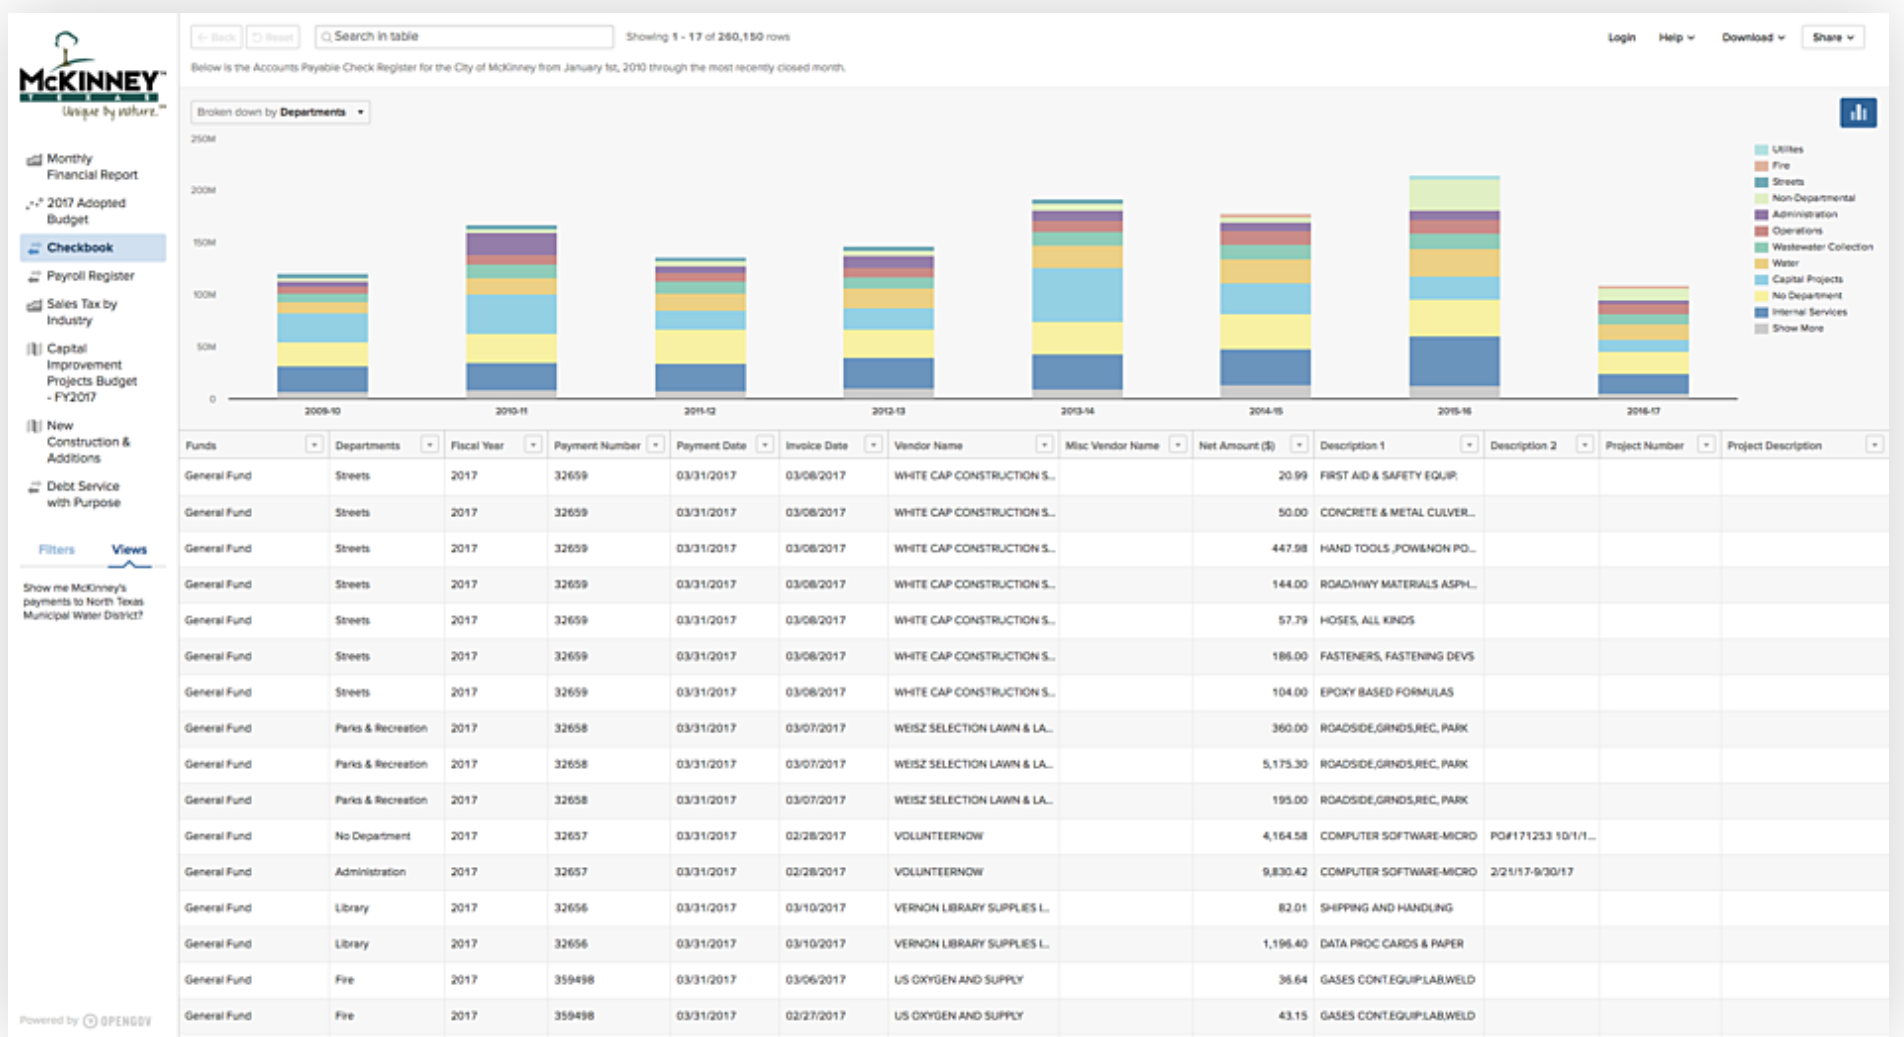 McKINNEY™
TEXAS
Unique by nature.™
Monthly
Financial Report
2017 Adopted
Budget
Checkbook
Payroll Register
Sales Tax by
Industry
Capital
Improvement
Projects Budget
- FY2017
New
Construction &
Additions
Debt Service
with Purpose
Filters Views
Show me McKinney's
payments to North Texas
Municipal Water District?
Powered by OPENGOV
← Back Reset Search in table Showing 1 - 17 of 260,150 rows Login Help Download Share
Below is the Accounts Payable Check Register for the City of McKinney from January 1st, 2010 through the most recently closed month.
Broken down by Departments
250M
200M
150M
100M
50M
0
2009-10 2010-11 2011-12 2012-13 2013-14 2014-15 2015-16 2016-17
Utilites
Fire
Streets
Non-Departmental
Administration
Operations
Wastewater Collection
Water
Capital Projects
No Department
Internal Services
Show More
Funds Departments Fiscal Year Payment Number Payment Date Invoice Date Vendor Name Misc Vendor Name Net Amount ($) Description 1 Description 2 Project Number Project Description
General Fund Streets 2017 32659 03/31/2017 03/08/2017 WHITE CAP CONSTRUCTION S... 20.99 FIRST AID & SAFETY EQUIP.
General Fund Streets 2017 32659 03/31/2017 03/08/2017 WHITE CAP CONSTRUCTION S... 50.00 CONCRETE & METAL CULVER...
General Fund Streets 2017 32659 03/31/2017 03/08/2017 WHITE CAP CONSTRUCTION S... 447.98 HAND TOOLS ,POW&NON PO...
General Fund Streets 2017 32659 03/31/2017 03/08/2017 WHITE CAP CONSTRUCTION S... 144.00 ROAD/HWY MATERIALS ASPH...
General Fund Streets 2017 32659 03/31/2017 03/08/2017 WHITE CAP CONSTRUCTION S... 57.79 HOSES, ALL KINDS
General Fund Streets 2017 32659 03/31/2017 03/08/2017 WHITE CAP CONSTRUCTION S... 186.00 FASTENERS, FASTENING DEVS
General Fund Streets 2017 32659 03/31/2017 03/08/2017 WHITE CAP CONSTRUCTION S... 104.00 EPOXY BASED FORMULAS
General Fund Parks & Recreation 2017 32658 03/31/2017 03/07/2017 WEISZ SELECTION LAWN & LA... 360.00 ROADSIDE,GRNDS,REC, PARK
General Fund Parks & Recreation 2017 32658 03/31/2017 03/07/2017 WEISZ SELECTION LAWN & LA... 5,175.30 ROADSIDE,GRNDS,REC, PARK
General Fund Parks & Recreation 2017 32658 03/31/2017 03/07/2017 WEISZ SELECTION LAWN & LA... 195.00 ROADSIDE,GRNDS,REC, PARK
General Fund No Department 2017 32657 03/31/2017 02/28/2017 VOLUNTEERNOW 4,164.58 COMPUTER SOFTWARE-MICRO PO#171253 10/1/1...
General Fund Administration 2017 32657 03/31/2017 02/28/2017 VOLUNTEERNOW 9,830.42 COMPUTER SOFTWARE-MICRO 2/21/17-9/30/17
General Fund Library 2017 32656 03/31/2017 03/10/2017 VERNON LIBRARY SUPPLIES I... 82.01 SHIPPING AND HANDLING
General Fund Library 2017 32656 03/31/2017 03/10/2017 VERNON LIBRARY SUPPLIES I... 1,196.40 DATA PROC CARDS & PAPER
General Fund Fire 2017 359498 03/31/2017 03/06/2017 US OXYGEN AND SUPPLY 36.64 GASES CONT.EQUIP:LAB,WELD
General Fund Fire 2017 359498 03/31/2017 02/27/2017 US OXYGEN AND SUPPLY 43.15 GASES CONT.EQUIP:LAB,WELD